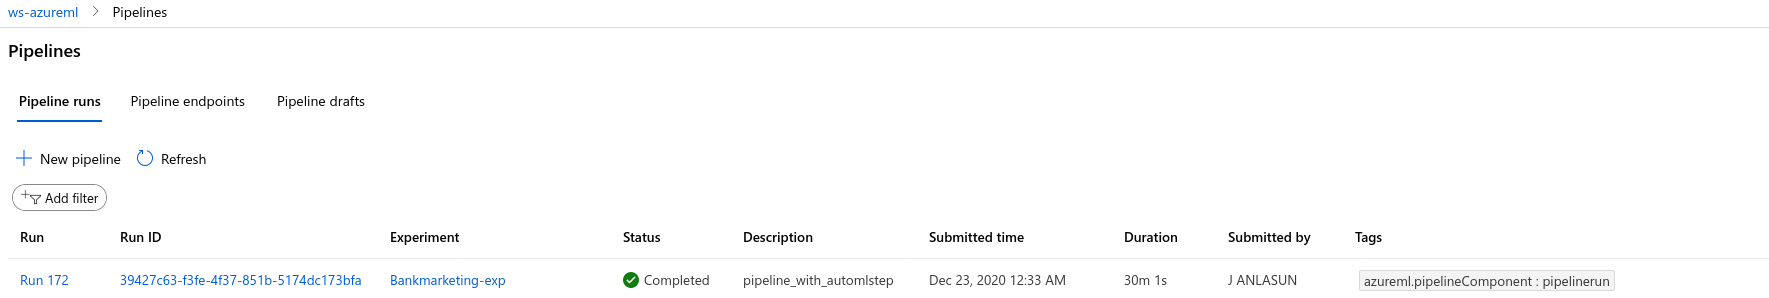 ws-azureml > Pipelines
Pipelines
Pipeline runs Pipeline endpoints Pipeline drafts
New pipeline Refresh
Add filter
Run Run ID Experiment Status Description Submitted time Duration Submitted by Tags
Run 172 39427c63-f3fe-4f37-851b-5174dc173bfa Bankmarketing-exp Completed pipeline_with_automlstep Dec 23, 2020 12:33 AM 30m 1s J ANLASUN azureml.pipelineComponent : pipelinerun